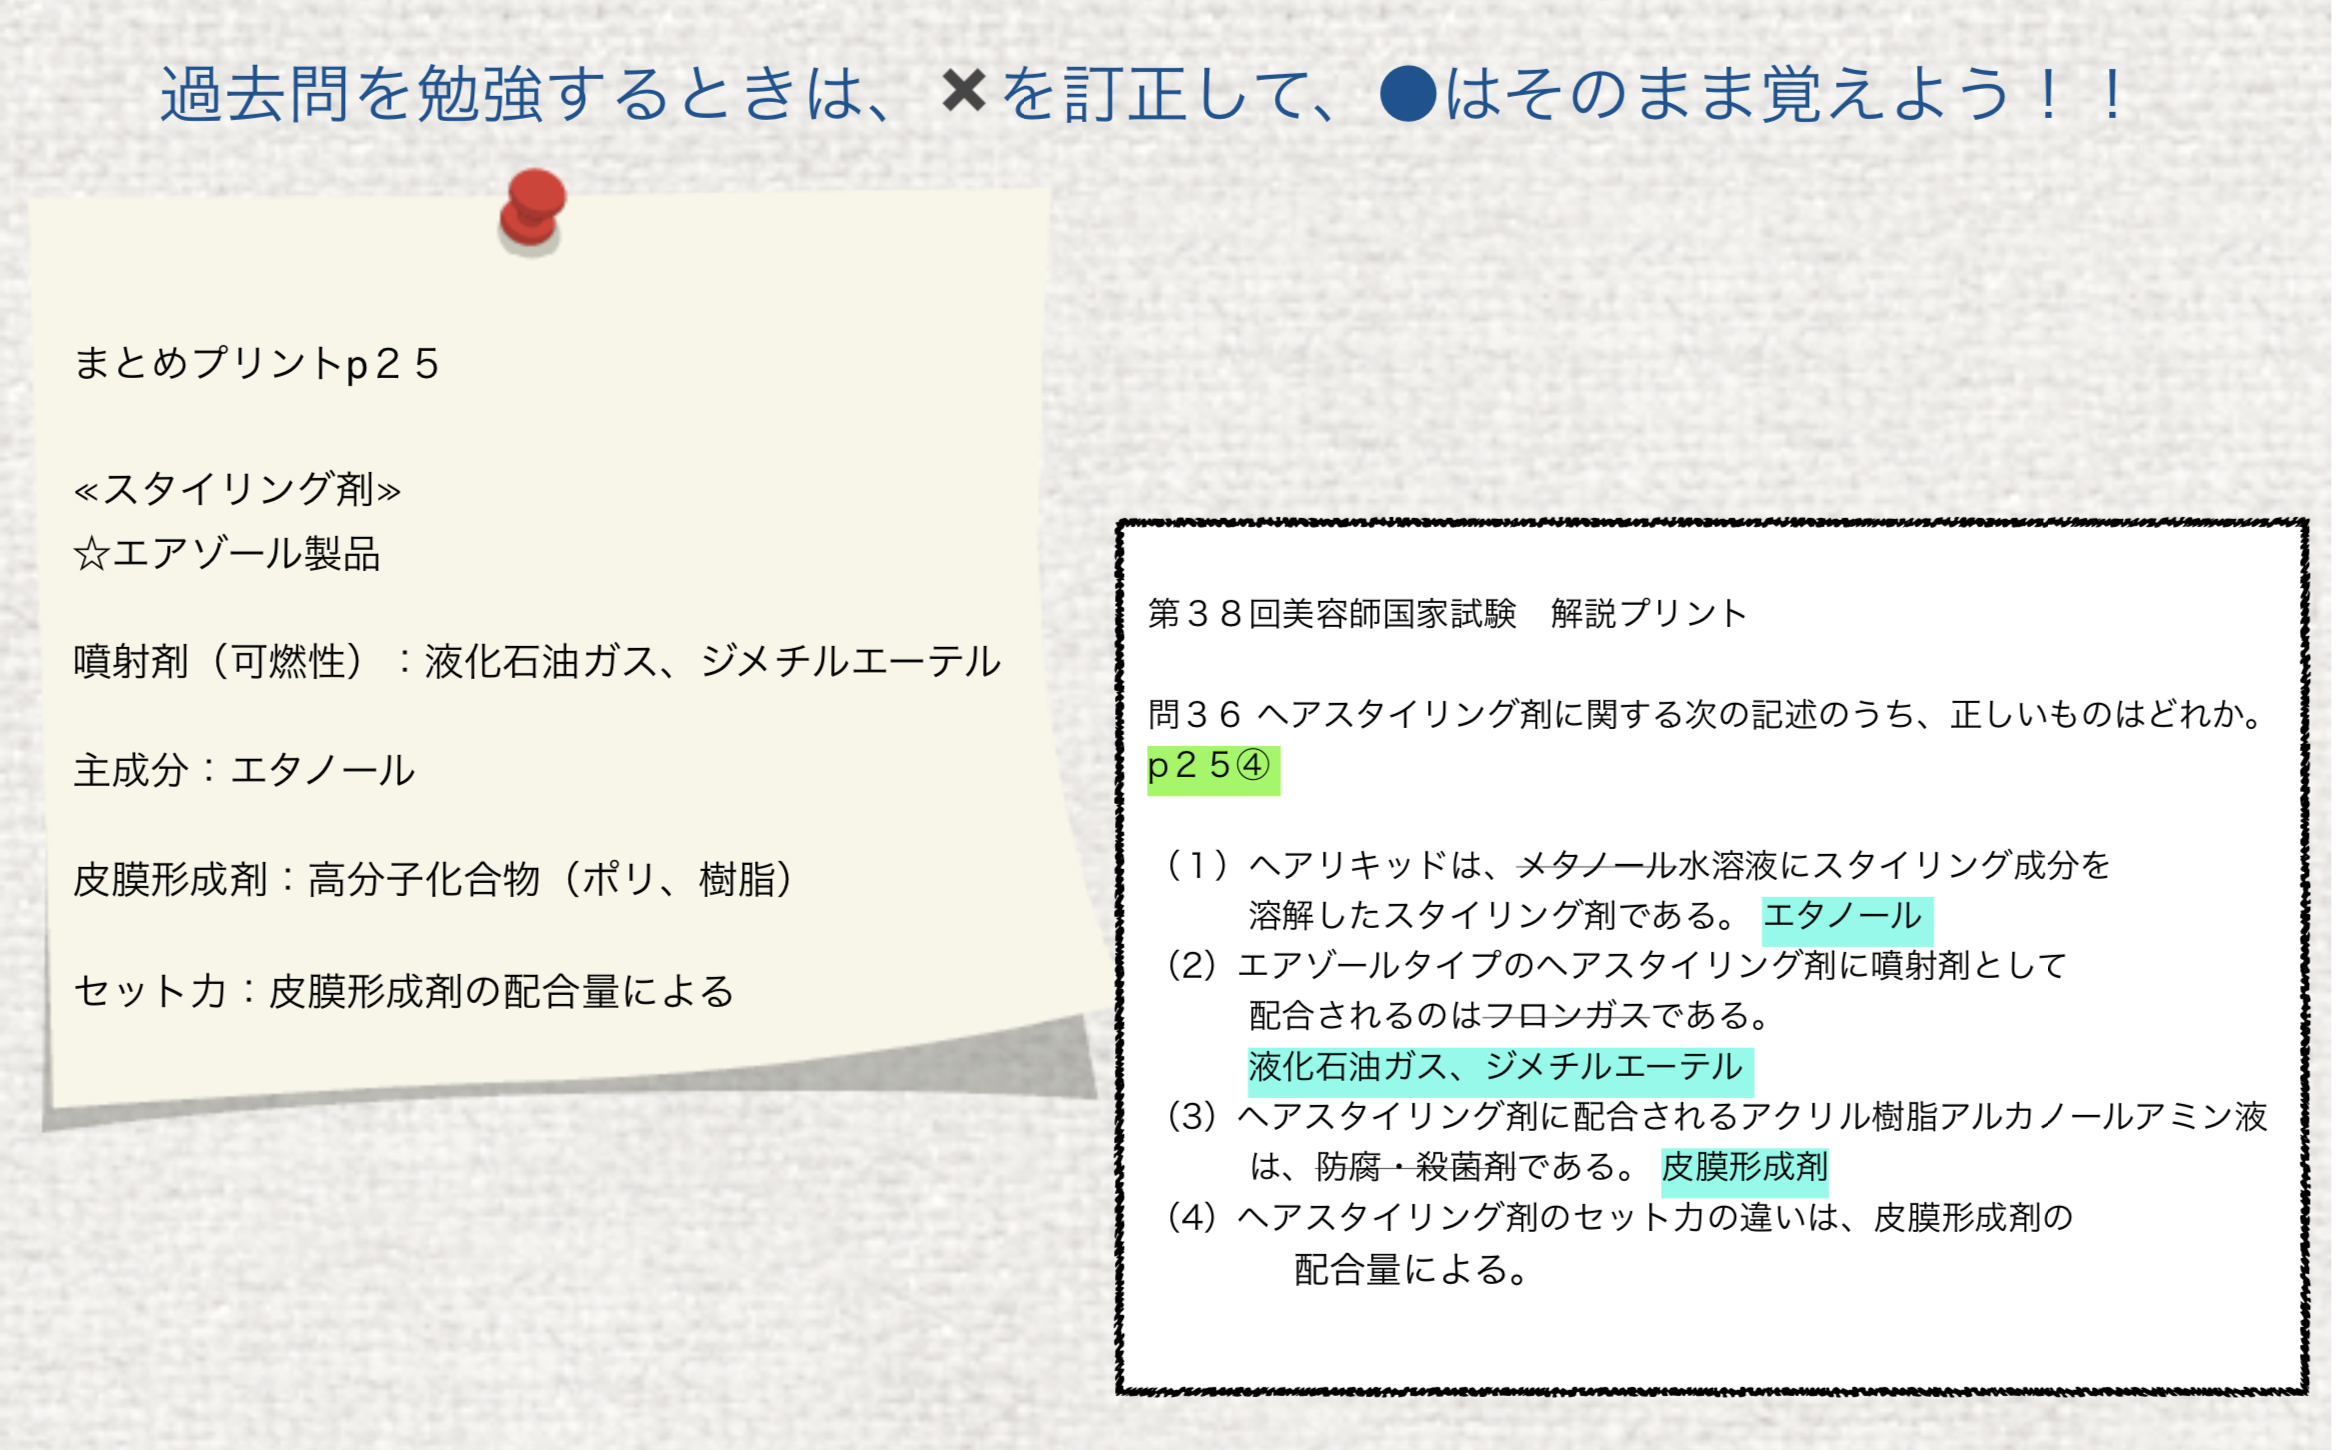 過去問を勉強するときは、✖を訂正して、●はそのまま覚えよう！！
まとめプリントp２５
≪スタイリング剤≫
☆エアゾール製品
噴射剤（可燃性）：液化石油ガス、ジメチルエーテル
主成分：エタノール
皮膜形成剤：高分子化合物（ポリ、樹脂）
セット力：皮膜形成剤の配合量による
第３８回美容師国家試験　解説プリント
問３６ ヘアスタイリング剤に関する次の記述のうち、正しいものはどれか。
p２５④
（１）ヘアリキッドは、メタノール水溶液にスタイリング成分を
溶解したスタイリング剤である。 エタノール
（2）エアゾールタイプのヘアスタイリング剤に噴射剤として
配合されるのはフロンガスである。
液化石油ガス、ジメチルエーテル
（3）ヘアスタイリング剤に配合されるアクリル樹脂アルカノールアミン液
は、防腐・殺菌剤である。 皮膜形成剤
（4）ヘアスタイリング剤のセット力の違いは、皮膜形成剤の
配合量による。